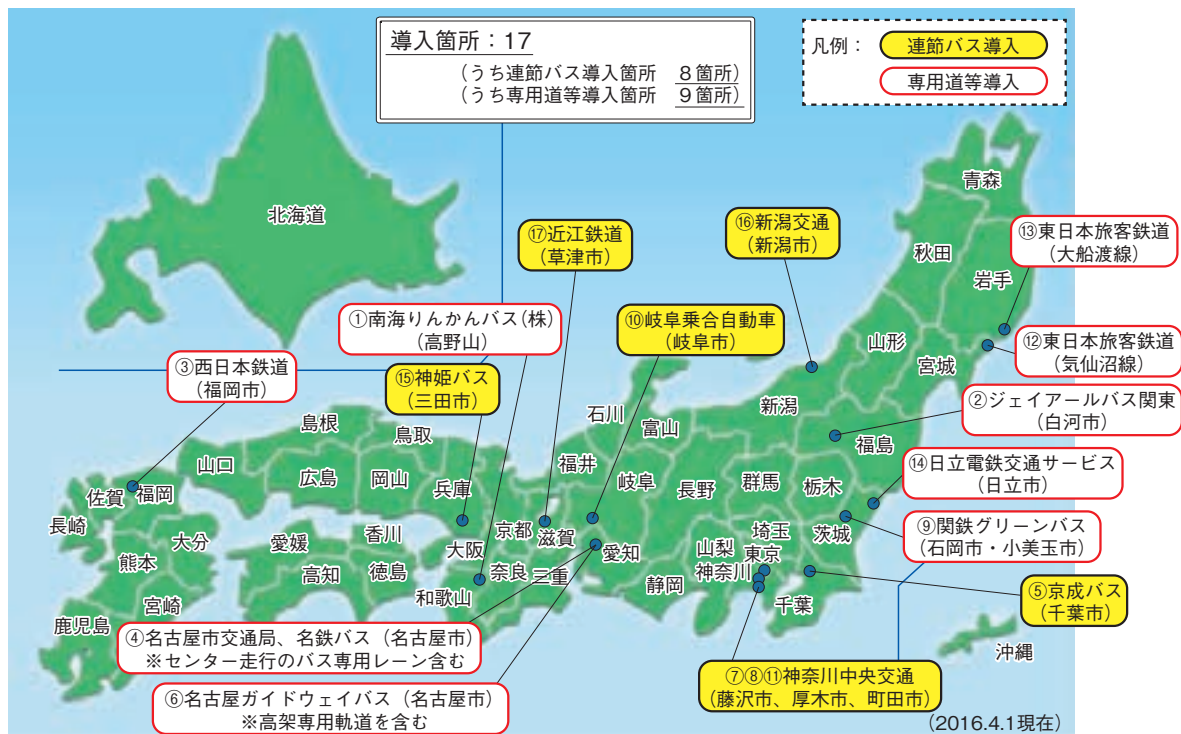 導入箇所：17
（うち連節バス導入箇所　8箇所）
（うち専用道等導入箇所　9箇所）
凡例：
連節バス導入
専用道等導入
北海道
青森
秋田
岩手
山形
宮城
新潟
福島
石川
富山
福井
岐阜
長野
群馬
栃木
茨城
埼玉
山梨
東京
神奈川
千葉
静岡
愛知
三重
滋賀
京都
奈良
大阪
和歌山
兵庫
鳥取
島根
岡山
広島
山口
香川
徳島
愛媛
高知
福岡
佐賀
長崎
大分
熊本
宮崎
鹿児島
沖縄
⑰近江鉄道
（草津市）
⑯新潟交通
（新潟市）
⑬東日本旅客鉄道
（大船渡線）
①南海りんかんバス（株）
（高野山）
⑩岐阜乗合自動車
（岐阜市）
⑫東日本旅客鉄道
（気仙沼線）
③西日本鉄道
（福岡市）
⑮神姫バス
（三田市）
②ジェイアールバス関東
（白河市）
⑭日立電鉄交通サービス
（日立市）
⑨関鉄グリーンバス
（石岡市・小美玉市）
⑤京成バス
（千葉市）
④名古屋市交通局、名鉄バス（名古屋市）
※センター走行のバス専用レーン含む
⑥名古屋ガイドウェイバス（名古屋市）
※高架専用軌道を含む
⑦⑧⑪神奈川中央交通
（藤沢市、厚木市、町田市）
（2016.4.1現在）